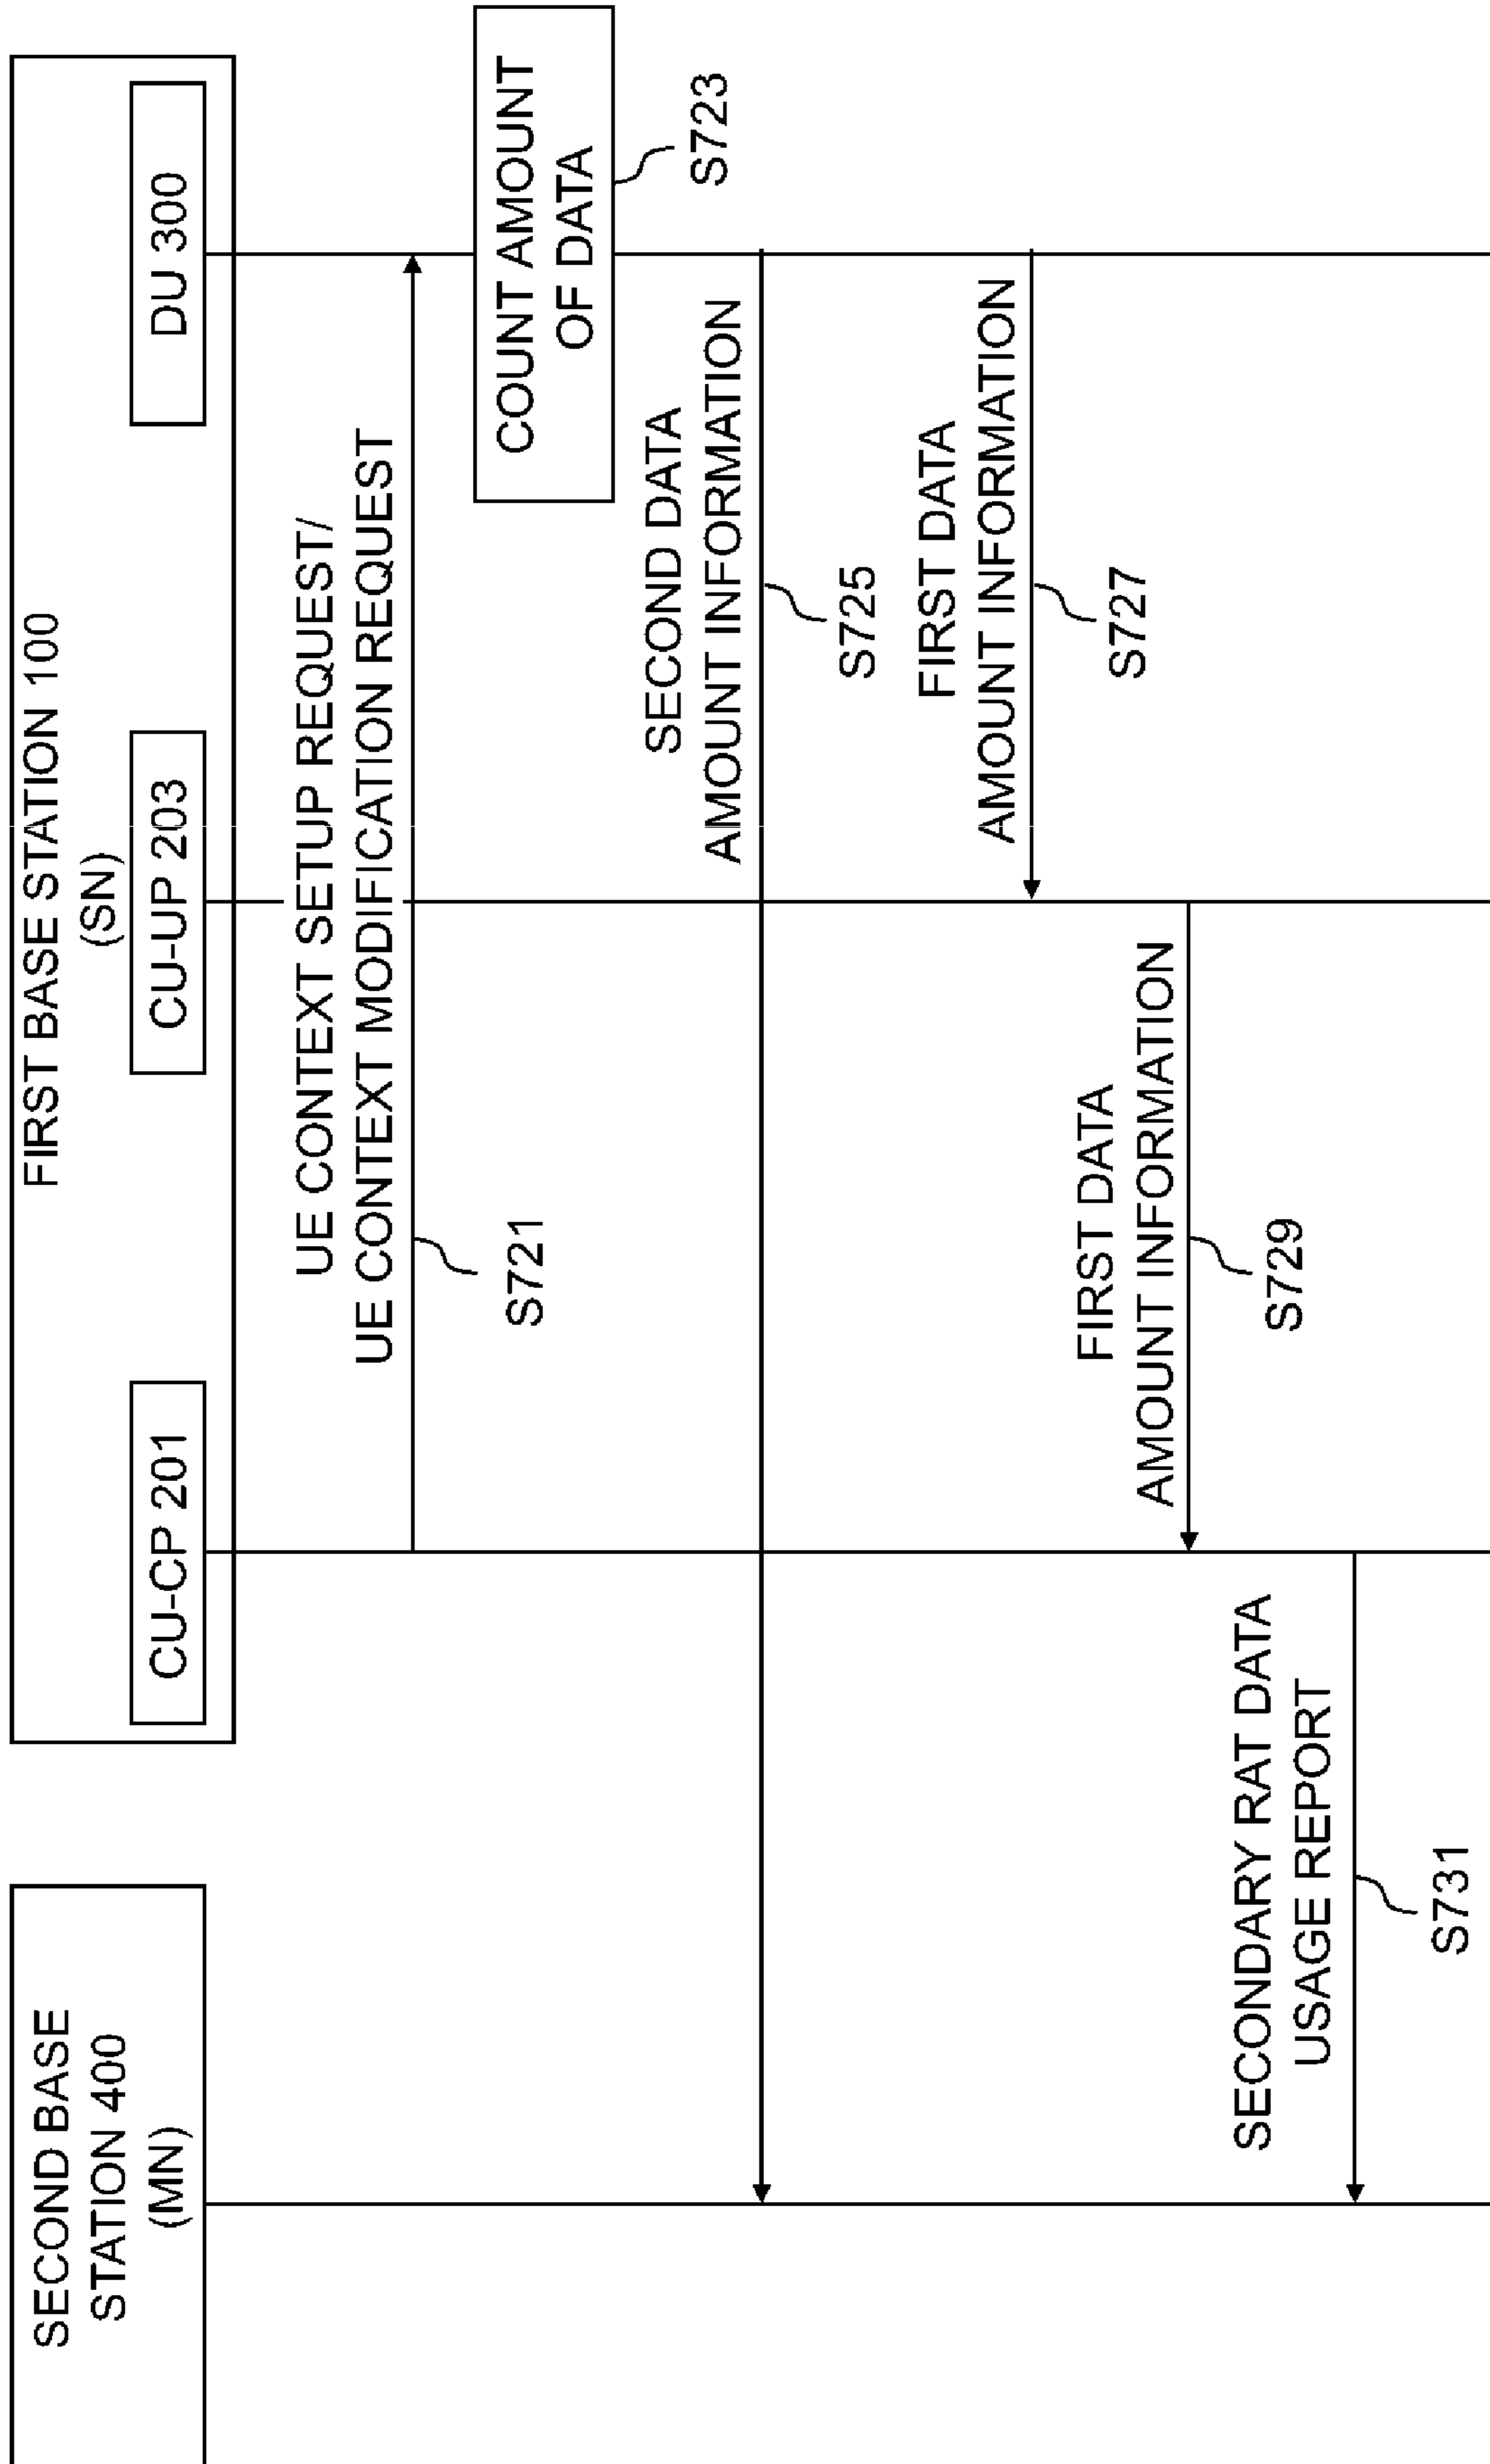 SECOND BASE
STATION 400
(MN)
FIRST BASE STATION 100
(SN)
CU-CP 201
CU-UP 203
DU 300
UE CONTEXT SETUP REQUEST/
UE CONTEXT MODIFICATION REQUEST
S721
COUNT AMOUNT
OF DATA
S723
SECOND DATA
AMOUNT INFORMATION
S725
FIRST DATA
AMOUNT INFORMATION
S727
FIRST DATA
AMOUNT INFORMATION
S729
SECONDARY RAT DATA
USAGE REPORT
S731